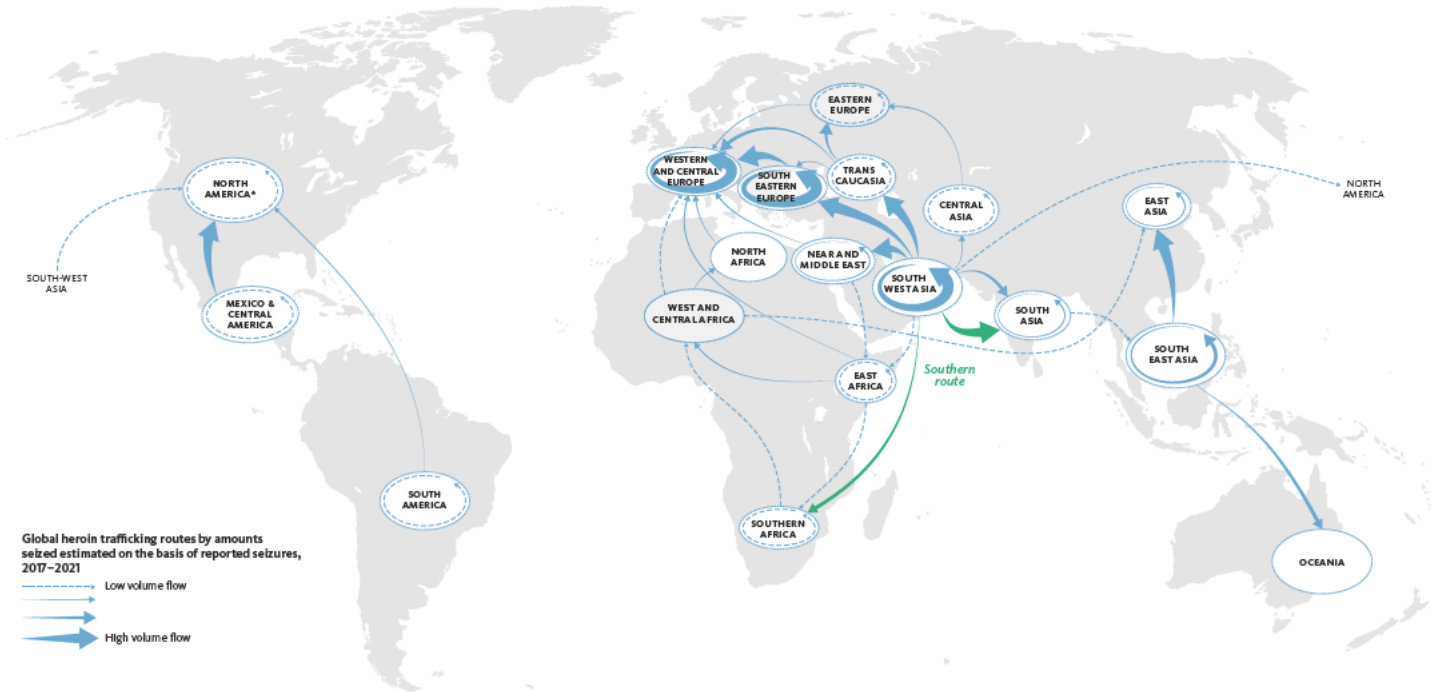 EASTERN
EUROPE
WESTERN
AND CENTRAL
EUROPE
SOUTH
EASTERN
EUROPE
TRANS
CAUCASIA
NORTH
AMERICA*
CENTRAL
ASIA
EAST
ASIA
NORTH
AMERICA
NORTH
AFRICA
NEAR AND
MIDDLE EAST
SOUTH
WEST ASIA
SOUTH-WEST
ASIA
MEXICO &
CENTRAL
AMERICA
WEST AND
CENTRAL AFRICA
SOUTH
ASIA
SOUTH
EAST ASIA
EAST
AFRICA
Southern
route
SOUTH
AMERICA
SOUTHERN
AFRICA
OCEANIA
Global heroin trafficking routes by amounts
seized estimated on the basis of reported seizures,
2017–2021
Low volume flow
High volume flow